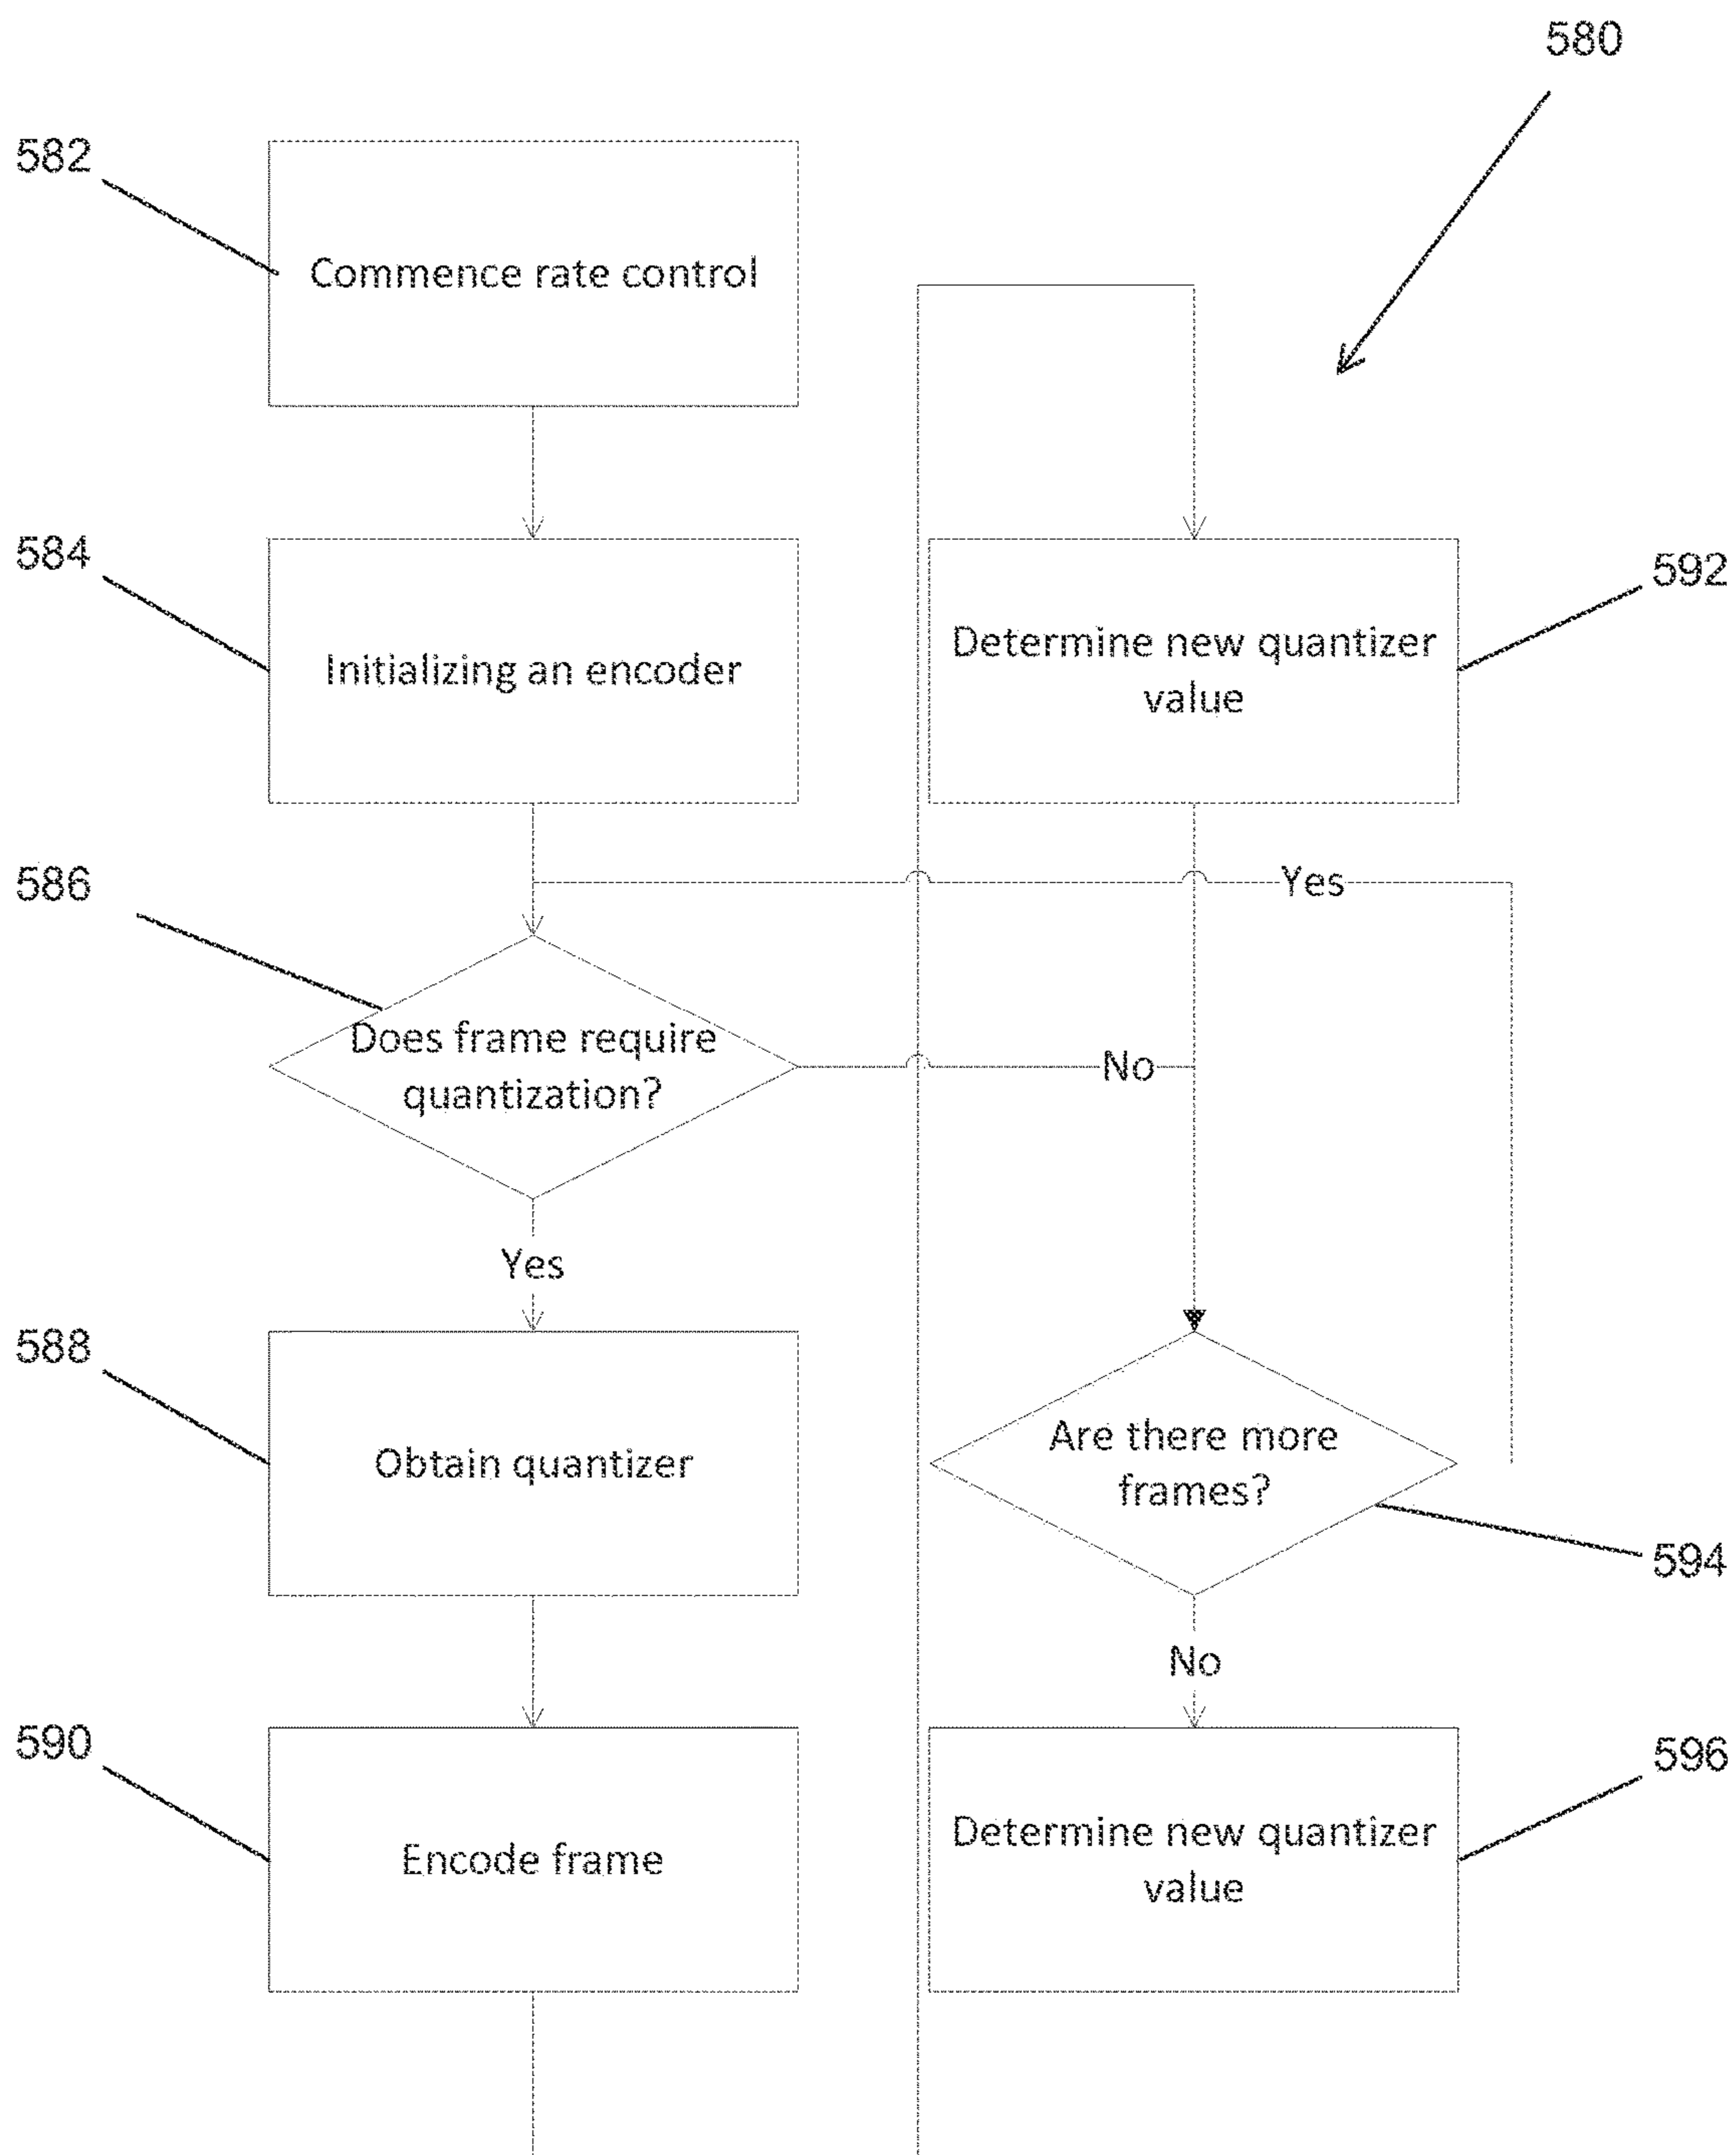 580
582
Commence rate control
584
Initializing an encoder
592
Determine new quantizer
value
586
Yes
Does frame require
quantization?
No
Yes
588
Obtain quantizer
Are there more
frames?
594
No
590
Encode frame
596
Determine new quantizer
value